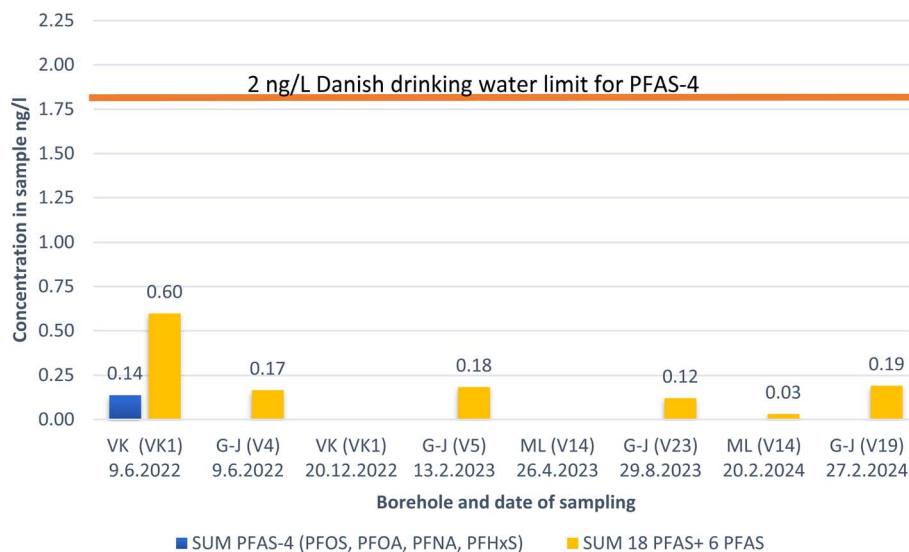 2.25
2.00
2 ng/L Danish drinking water limit for PFAS-4
1.75
1.50
1.25
1.00
0.75
0.50
0.25
0.00
Concentration in sample ng/l
0.14
0.60
0.17
0.18
0.12
0.03
0.19
VK (VK1)
9.6.2022
G-J (V4)
9.6.2022
VK (VK1)
20.12.2022
G-J (V5)
13.2.2023
ML (V14)
26.4.2023
G-J (V23)
29.8.2023
ML (V14)
20.2.2024
G-J (V19)
27.2.2024
Borehole and date of sampling
SUM PFAS-4 (PFOS, PFOA, PFNA, PFHxS)
SUM 18 PFAS+ 6 PFAS